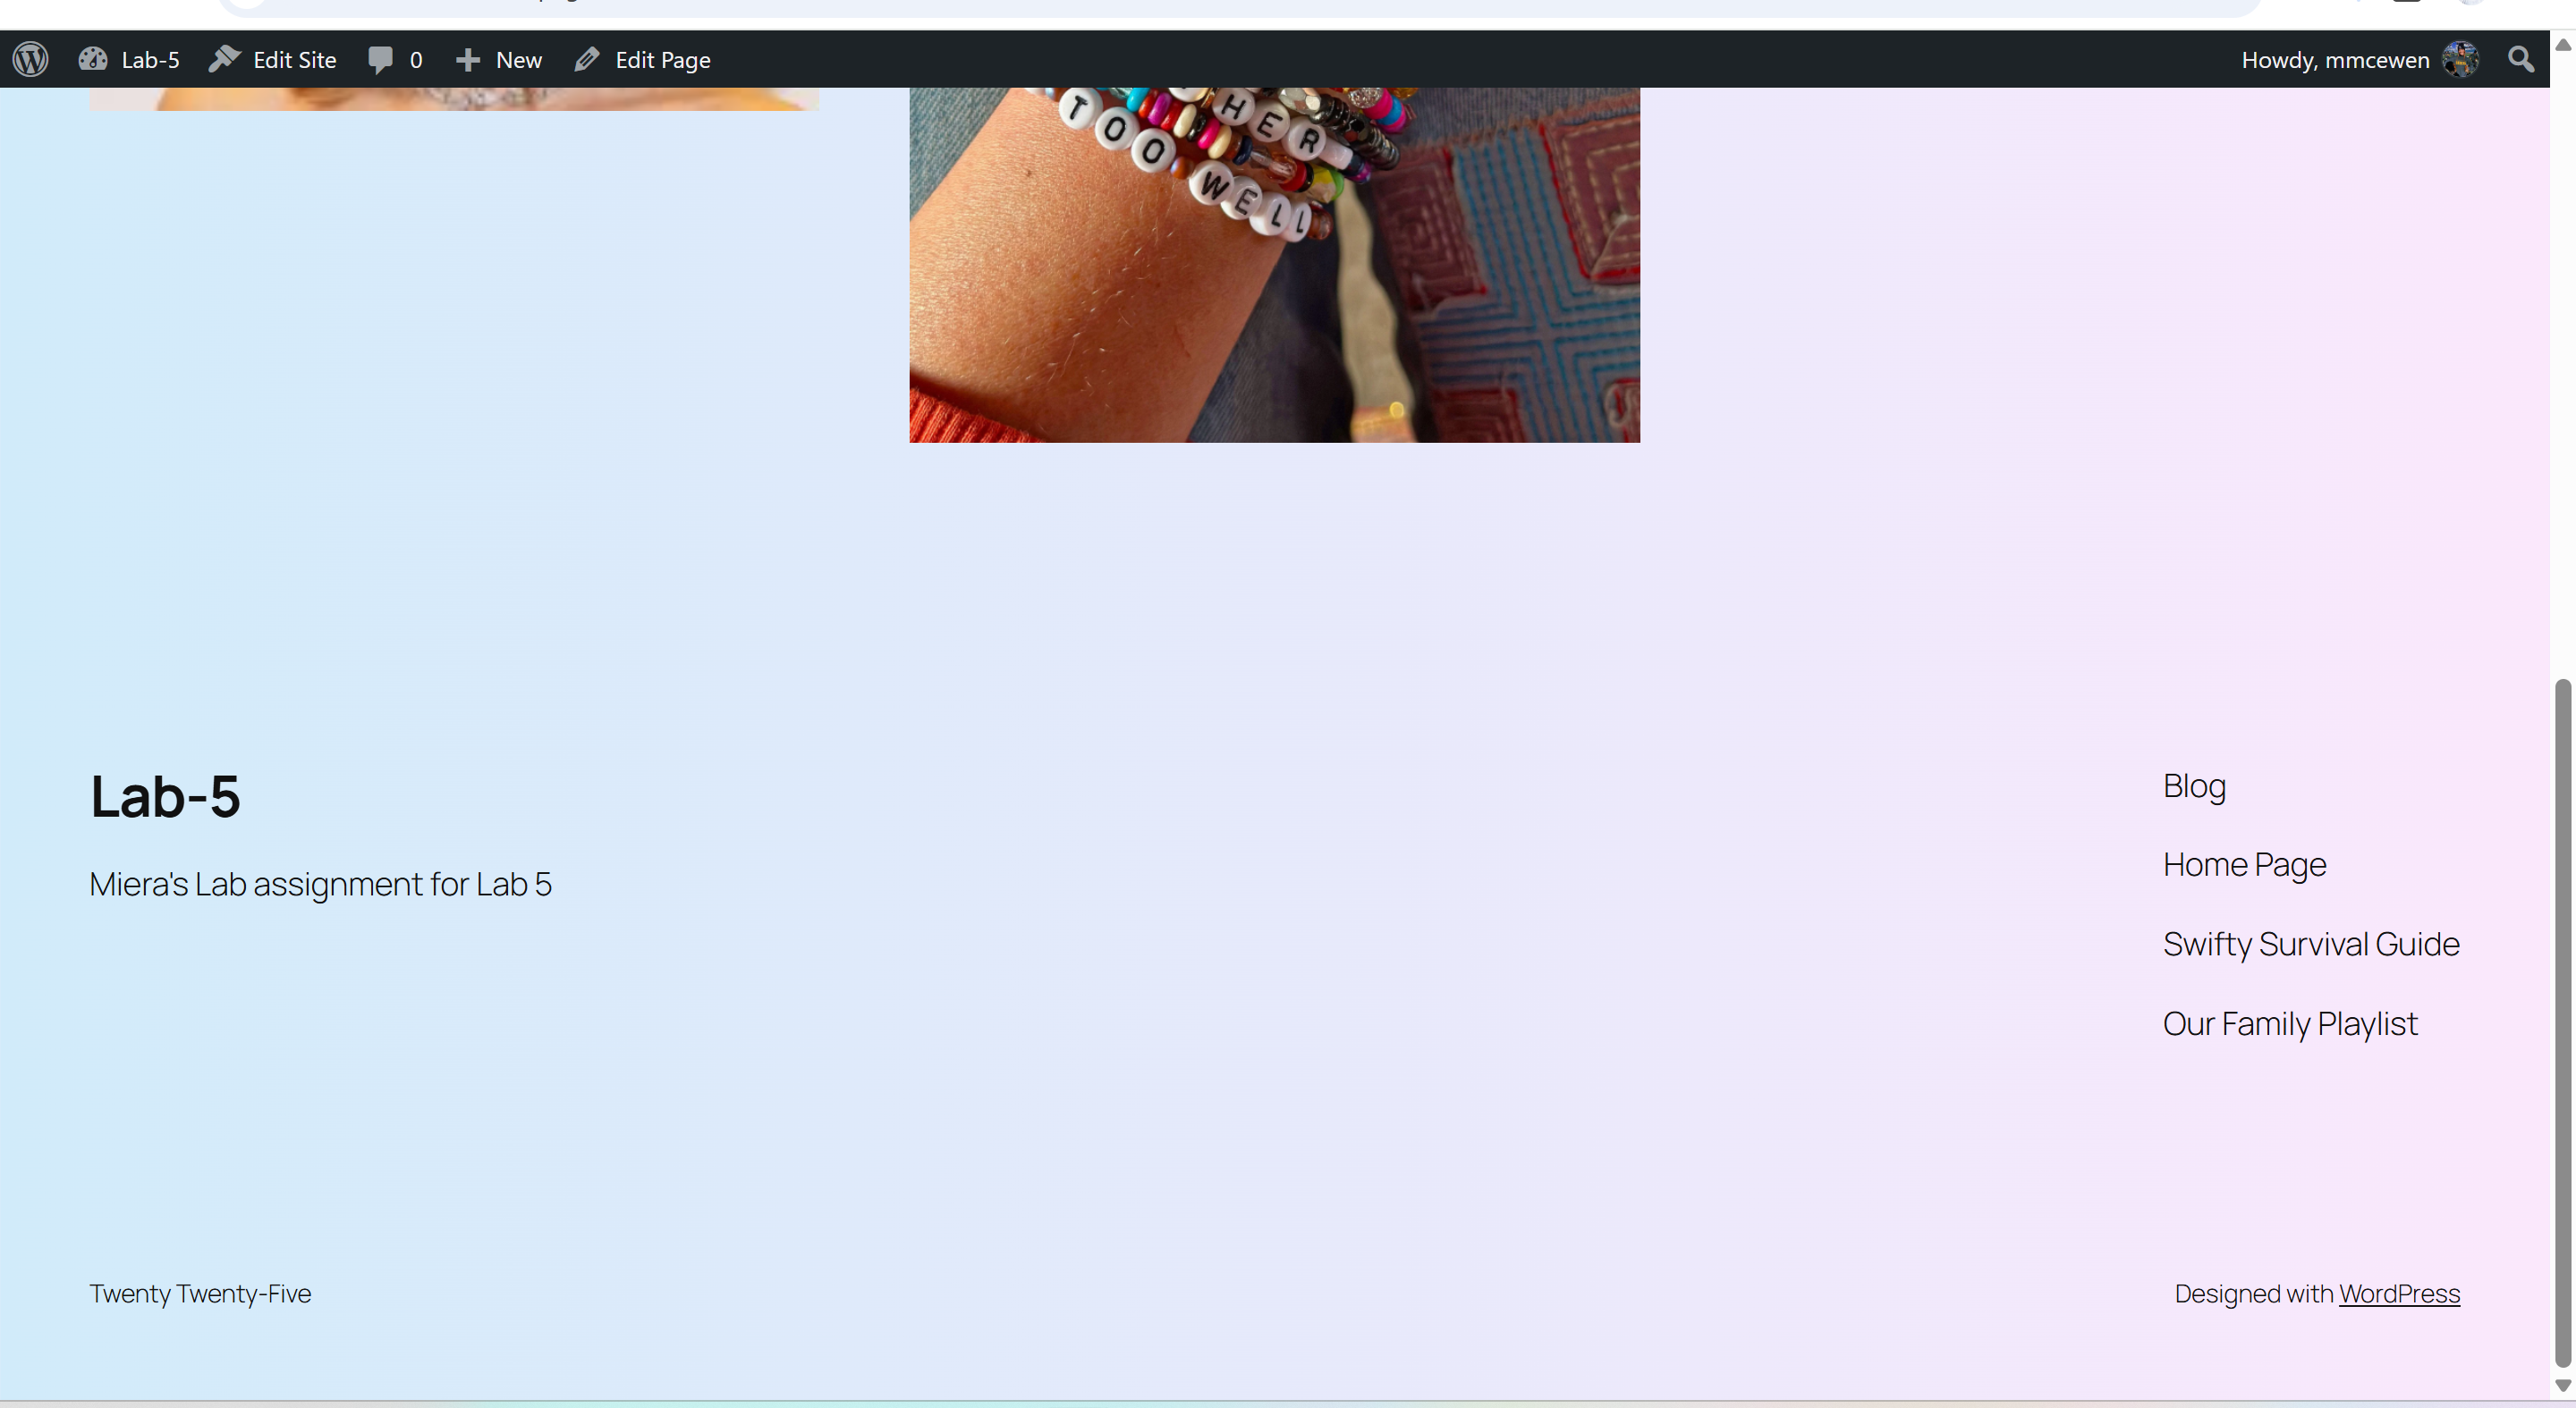 Lab-5 Edit Site 0 New Edit Page Howdy, mmcewen
HER
TOO
WELL
Lab-5
Miera's Lab assignment for Lab 5
Blog
Home Page
Swifty Survival Guide
Our Family Playlist
Twenty Twenty-Five
Designed with WordPress